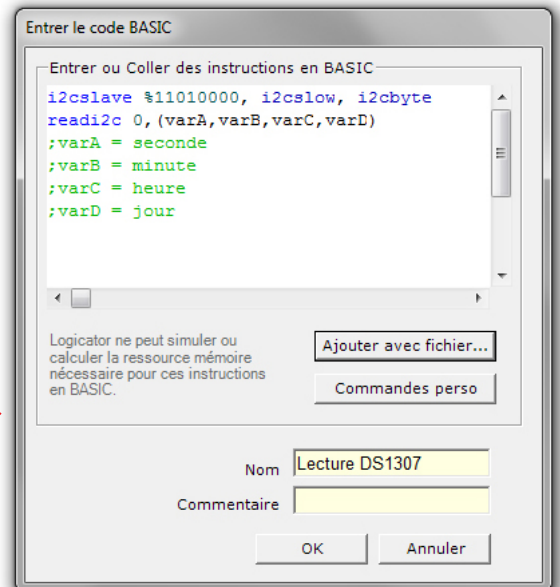 Entrer le code BASIC
Entrer ou Coller des instructions en BASIC
i2cslave %11010000, i2cslow, i2cbyte
readi2c 0,(varA,varB,varC,varD)
;varA = seconde
;varB = minute
;varC = heure
;varD = jour
Logicator ne peut simuler ou
calculer la ressource mémoire
nécessaire pour ces instructions
en BASIC.
Ajouter avec fichier...
Commandes perso
Nom Lecture DS1307
Commentaire
OK Annuler